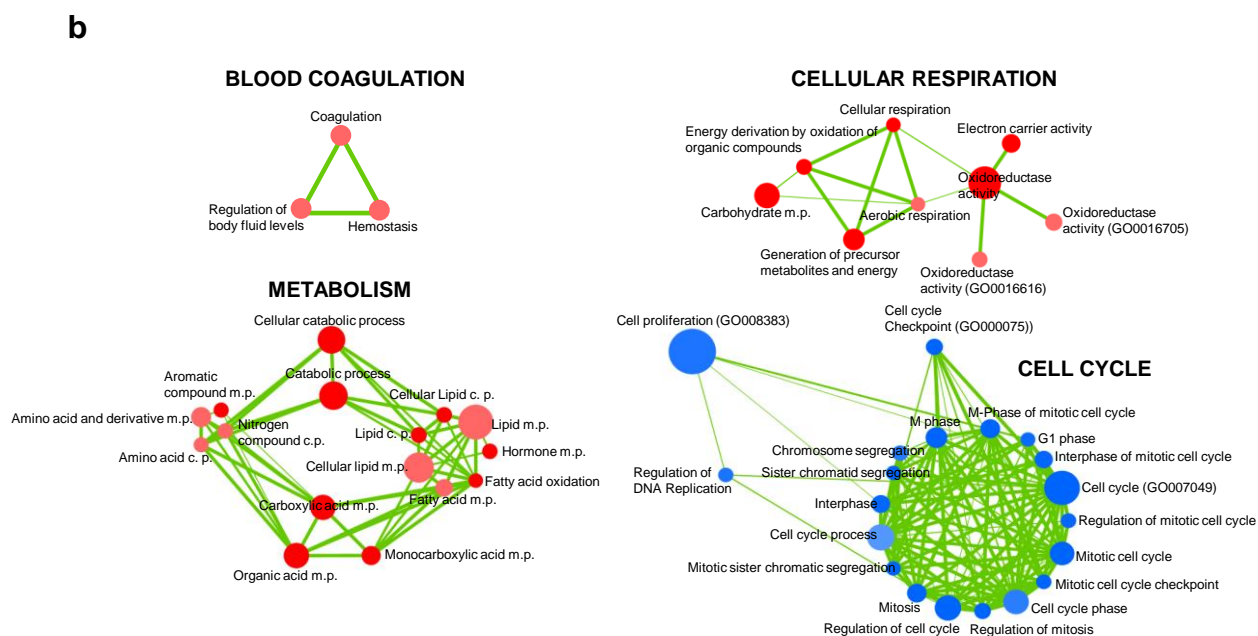 b
BLOOD COAGULATION
Coagulation
Regulation of
body fluid levels
Hemostasis
CELLULAR RESPIRATION
Cellular respiration
Energy derivation by oxidation of
organic compounds
Electron carrier activity
Oxidoreductase
activity
Carbohydrate m.p.
Aerobic respiration
Oxidoreductase
activity (GO0016705)
Generation of precursor
metabolites and energy
Oxidoreductase
activity (GO0016616)
METABOLISM
Cellular catabolic process
Catabolic process
Aromatic
compound m.p.
Cellular Lipid c. p.
Amino acid and derivative m.p.
Nitrogen
compound c.p.
Lipid m.p.
Lipid c. p.
Amino acid c. p.
Hormone m.p.
Cellular lipid m.p.
Fatty acid oxidation
Fatty acid m.p.
Carboxylic acid m.p.
Monocarboxylic acid m.p.
Organic acid m.p.
Cell proliferation (GO008383)
Cell cycle
Checkpoint (GO000075))
CELL CYCLE
M-Phase of mitotic cell cycle
M phase
G1 phase
Chromosome segregation
Interphase of mitotic cell cycle
Sister chromatid segregation
Regulation of
DNA Replication
Cell cycle (GO007049)
Interphase
Regulation of mitotic cell cycle
Cell cycle process
Mitotic cell cycle
Mitotic sister chromatic segregation
Mitotic cell cycle checkpoint
Mitosis
Cell cycle phase
Regulation of cell cycle
Regulation of mitosis